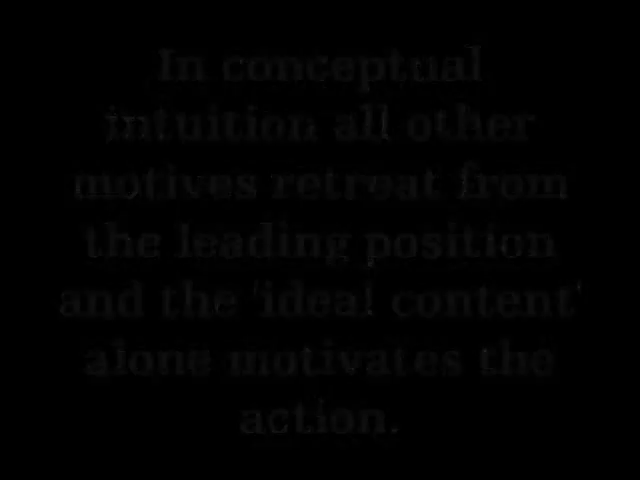 In conceptual
intuition all other
motives retreat from
the leading position
and the 'ideal content'
alone motivates the
action.